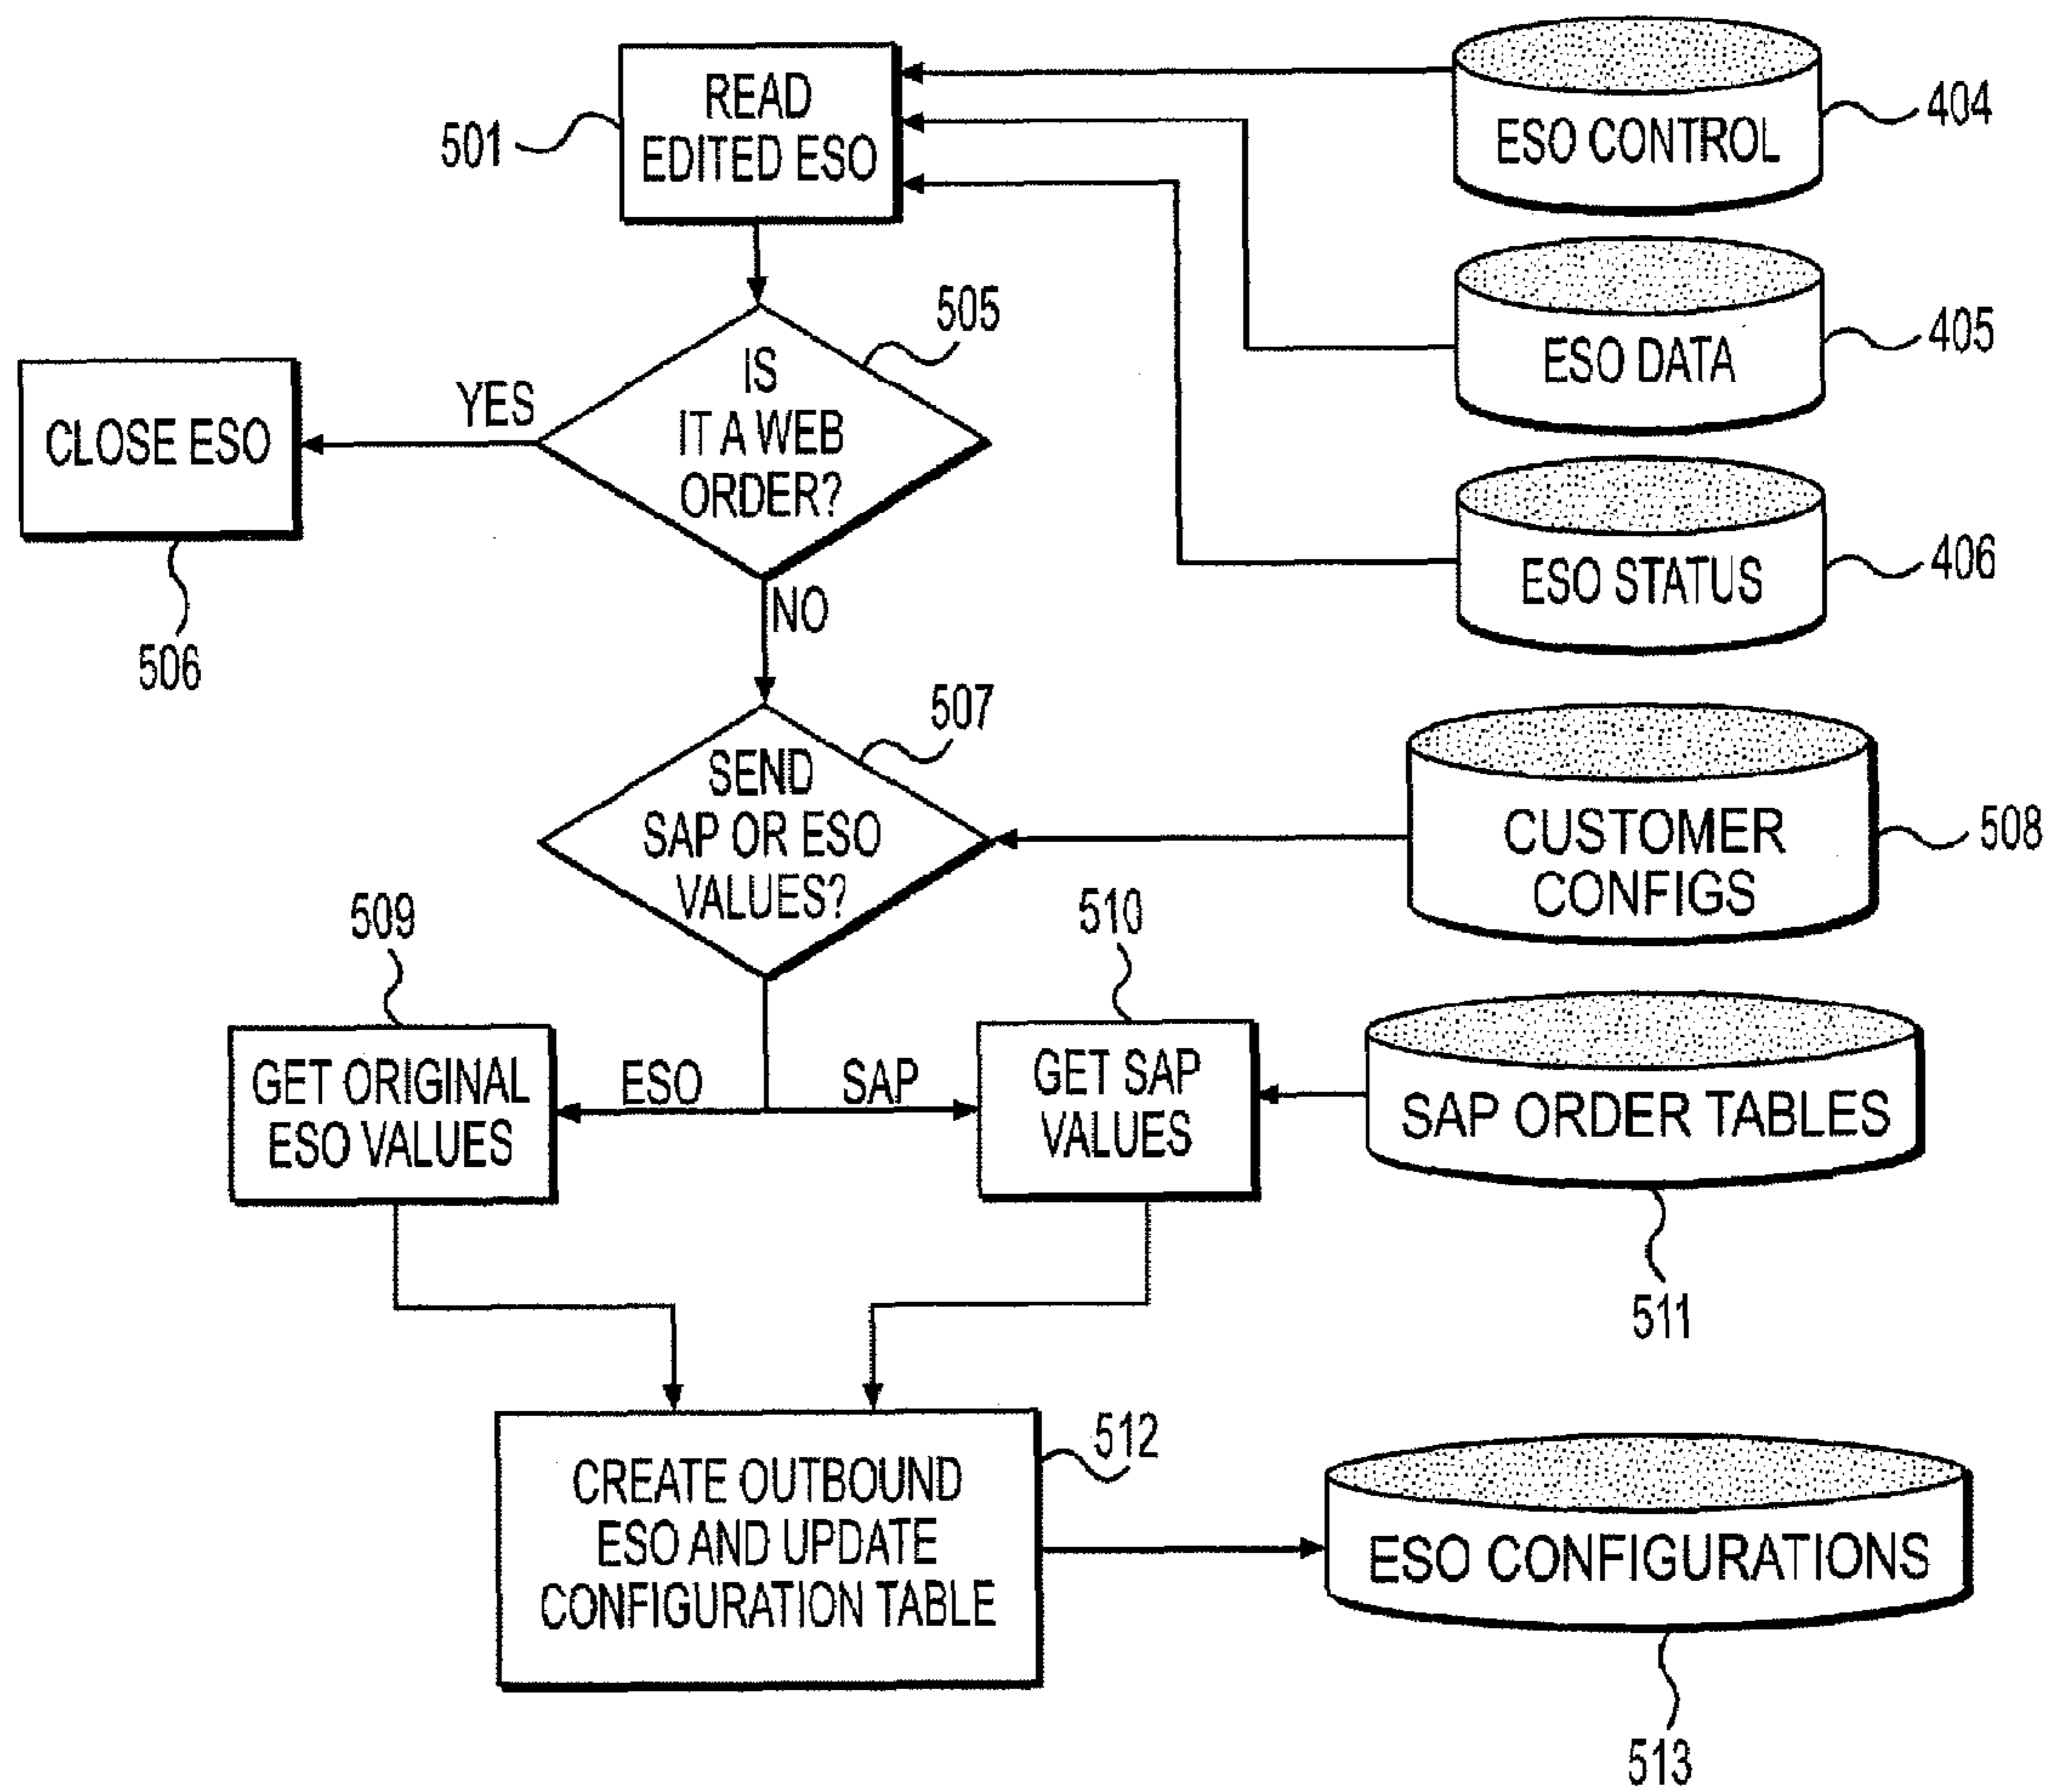 READ
EDITED ESO
501
ESO CONTROL
404
505
ESO DATA
405
CLOSE ESO
YES
IS
IT A WEB
ORDER?
506
NO
ESO STATUS
406
507
SEND
SAP OR ESO
VALUES?
CUSTOMER
CONFIGS
508
509
510
GET ORIGINAL
ESO VALUES
ESO
SAP
GET SAP
VALUES
SAP ORDER TABLES
511
512
CREATE OUTBOUND
ESO AND UPDATE
CONFIGURATION TABLE
ESO CONFIGURATIONS
513